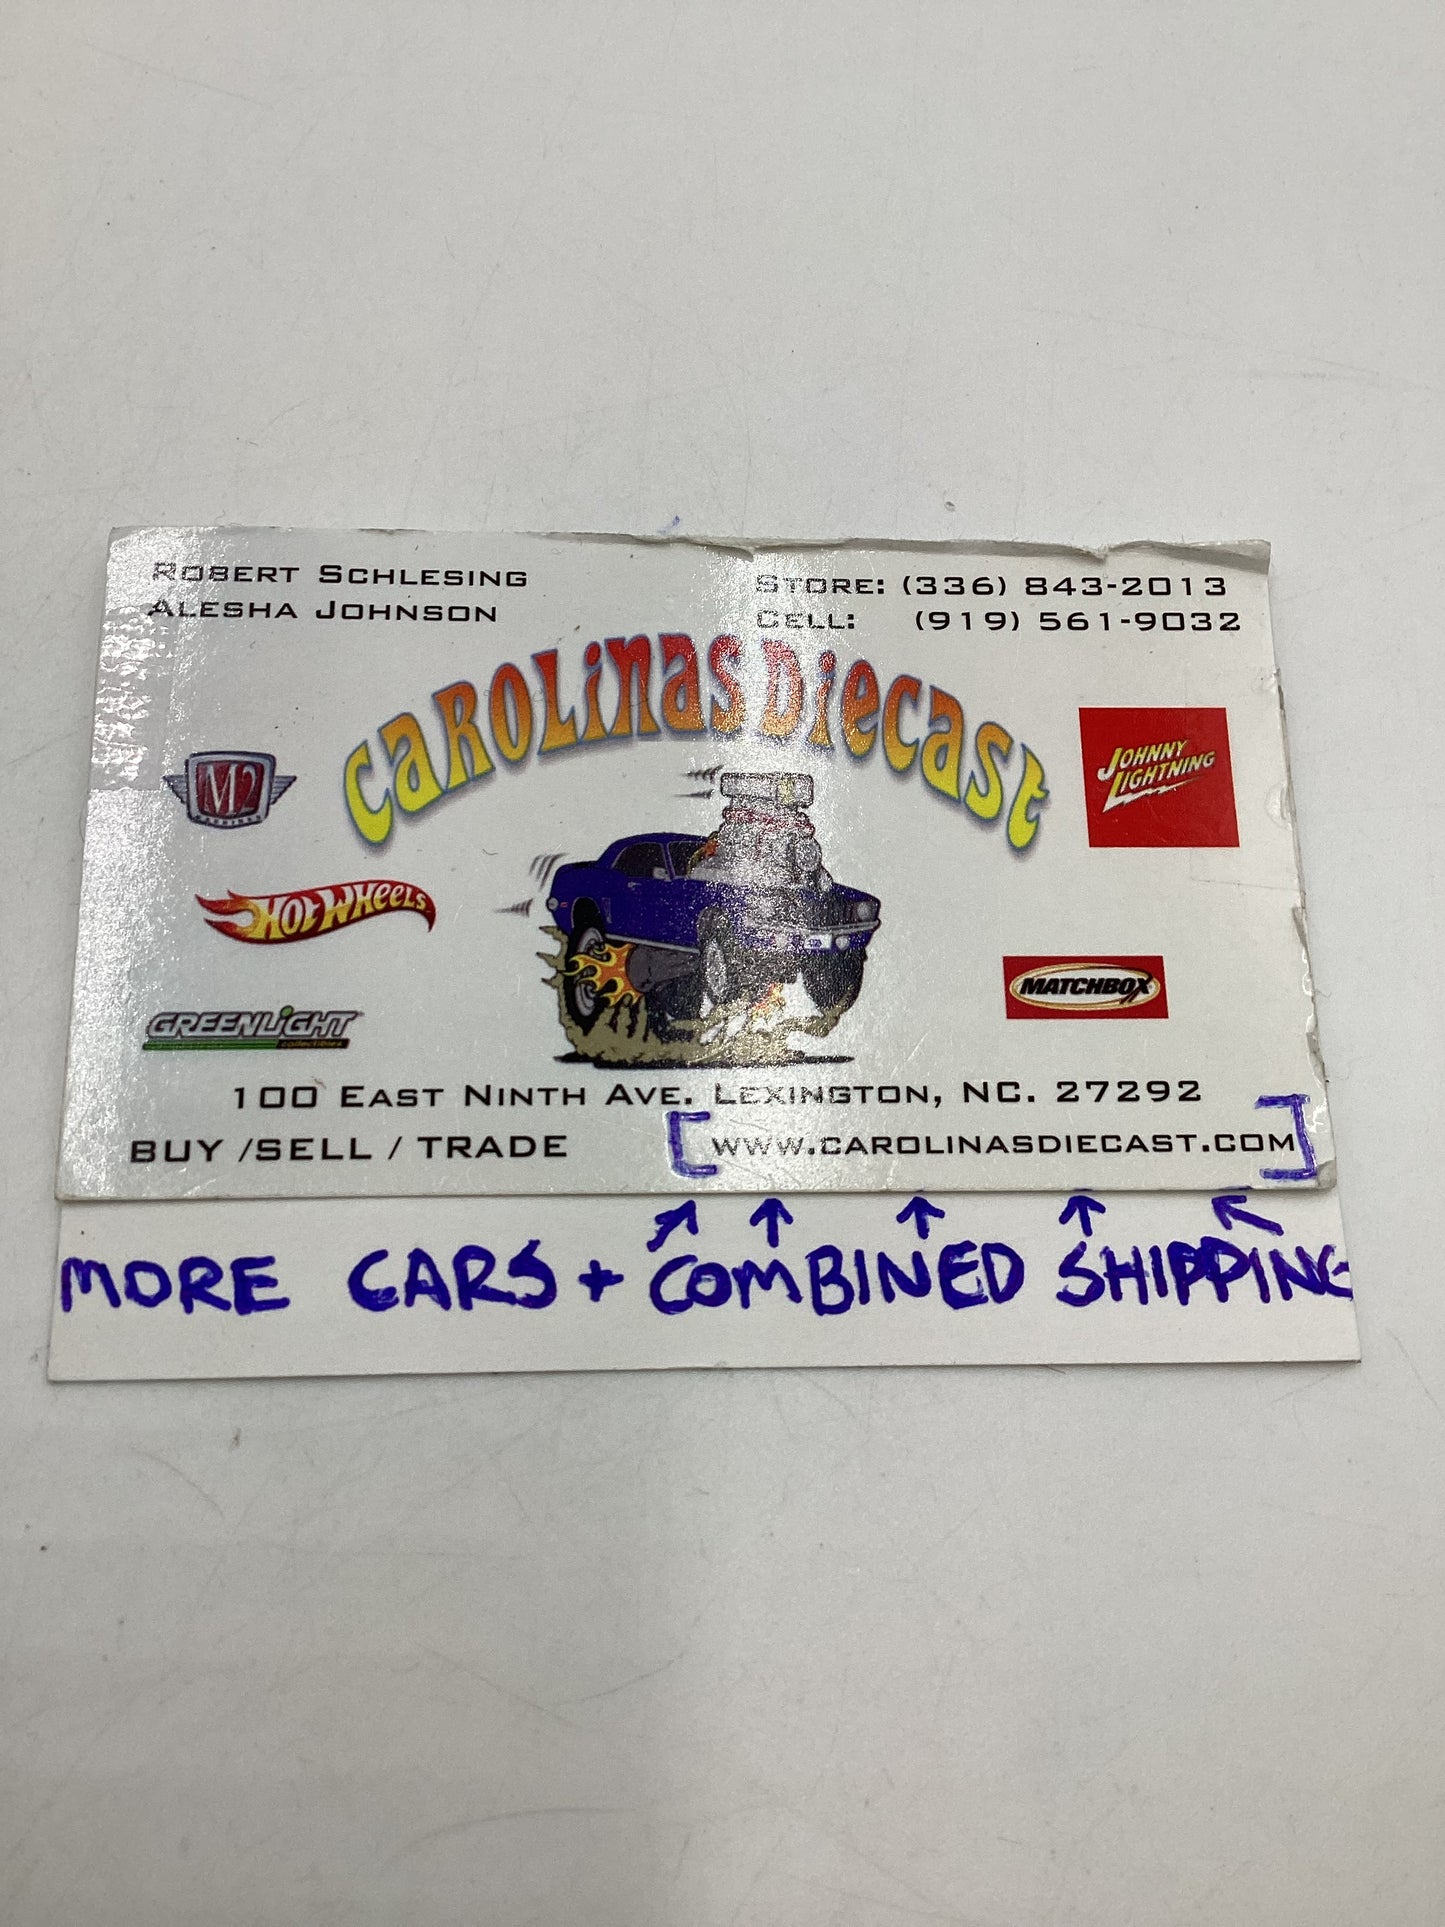 ROBERT SCHLESING
ALESHA JOHNSON
STORE: (336) 843-2013
CELL: (919) 561-9032
CAROLINAS DIECAST
M2
MACHINES
JOHNNY
LIGHTNING
HOT WHEELS
MATCHBOX
GREENLIGHT
collectibles
100 EAST NINTH AVE. LEXINGTON, NC. 27292
BUY /SELL / TRADE
[WWW.CAROLINASDIECAST.COM]
MORE CARS + COMBINED SHIPPING